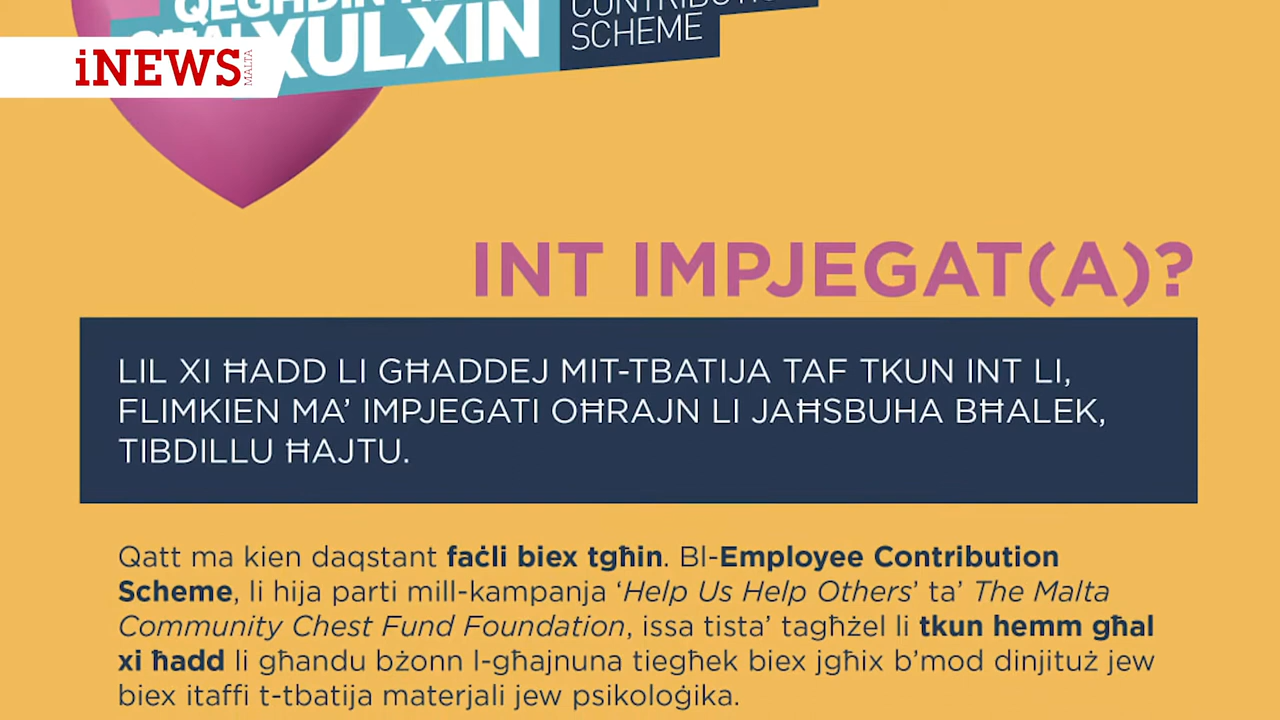 QEGĦDIN
XULXIN
SCHEME
iNEWS
MALTA
INT IMPJEGAT(A)?
LIL XI ĦADD LI GĦADDEJ MIT-TBATIJA TAF TKUN INT LI,
FLIMKIEN MA’ IMPJEGATI OĦRAJN LI JAĦSBUHA BĦALEK,
TIBDILLU ĦAJTU.
Qatt ma kien daqstant faċli biex tgħin. Bl-Employee Contribution
Scheme, li hija parti mill-kampanja ‘Help Us Help Others’ ta’ The Malta
Community Chest Fund Foundation, issa tista’ tagħżel li tkun hemm għal
xi ħadd li għandu bżonn l-għajnuna tiegħek biex jgħix b’mod dinjituż jew
biex itaffi t-tbatija materjali jew psikoloġika.